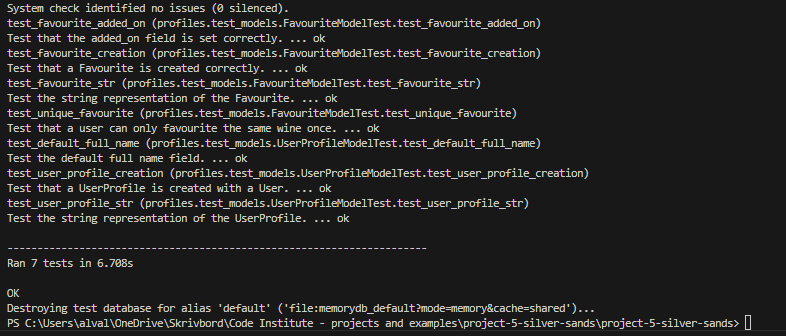 System check identified no issues (0 silenced).
test_favourite_added_on (profiles.test_models.FavouriteModelTest.test_favourite_added_on)
Test that the added_on field is set correctly. ... ok
test_favourite_creation (profiles.test_models.FavouriteModelTest.test_favourite_creation)
Test that a Favourite is created correctly. ... ok
test_favourite_str (profiles.test_models.FavouriteModelTest.test_favourite_str)
Test the string representation of the Favourite. ... ok
test_unique_favourite (profiles.test_models.FavouriteModelTest.test_unique_favourite)
Test that a user can only favourite the same wine once. ... ok
test_default_full_name (profiles.test_models.UserProfileModelTest.test_default_full_name)
Test the default full name field. ... ok
test_user_profile_creation (profiles.test_models.UserProfileModelTest.test_user_profile_creation)
Test that a UserProfile is created with a User. ... ok
test_user_profile_str (profiles.test_models.UserProfileModelTest.test_user_profile_str)
Test the string representation of the UserProfile. ... ok
----------------------------------------------------------------------
Ran 7 tests in 6.708s
OK
Destroying test database for alias 'default' ('file:memorydb_default?mode=memory&cache=shared')...
PS C:\Users\alval\OneDrive\Skrivbord\Code Institute - projects and examples\project-5-silver-sands\project-5-silver-sands>